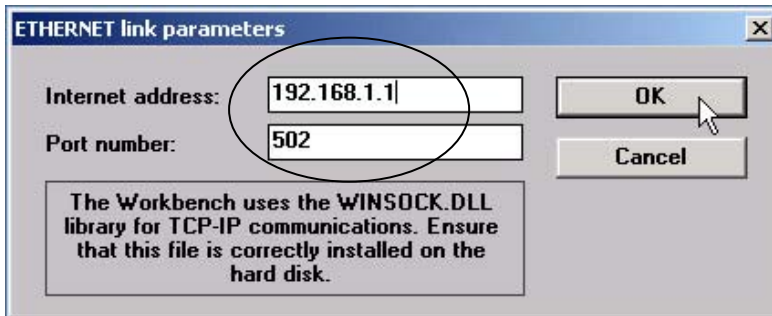 ETHERNET link parameters
Internet address: 192.168.1.1 OK
Port number: 502
Cancel
The Workbench uses the WINSOCK.DLL
library for TCP-IP communications. Ensure
that this file is correctly installed on the
hard disk.